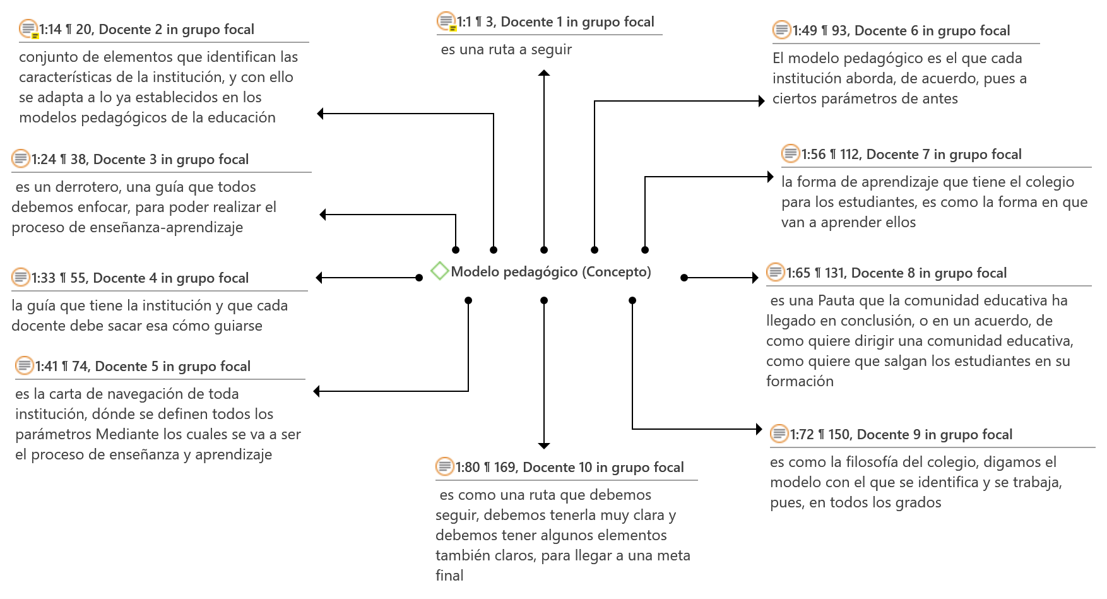 1:14 ¶ 20, Docente 2 in grupo focal
conjunto de elementos que identifican las
características de la institución, y con ello
se adapta a lo ya establecidos en los
modelos pedagógicos de la educación
1:24 ¶ 38, Docente 3 in grupo focal
es un derrotero, una guía que todos
debemos enfocar, para poder realizar el
proceso de enseñanza-aprendizaje
1:33 ¶ 55, Docente 4 in grupo focal
la guía que tiene la institución y que cada
docente debe sacar esa cómo guiarse
1:41 ¶ 74, Docente 5 in grupo focal
es la carta de navegación de toda
institución, dónde se definen todos los
parámetros Mediante los cuales se va a ser
el proceso de enseñanza y aprendizaje
1:1 ¶ 3, Docente 1 in grupo focal
es una ruta a seguir
Modelo pedagógico (Concepto)
1:80 ¶ 169, Docente 10 in grupo focal
es como una ruta que debemos
seguir, debemos tenerla muy clara y
debemos tener algunos elementos
también claros, para llegar a una meta
final
1:49 ¶ 93, Docente 6 in grupo focal
El modelo pedagógico es el que cada
institución aborda, de acuerdo, pues a
ciertos parámetros de antes
1:56 ¶ 112, Docente 7 in grupo focal
la forma de aprendizaje que tiene el colegio
para los estudiantes, es como la forma en que
van a aprender ellos
1:65 ¶ 131, Docente 8 in grupo focal
es una Pauta que la comunidad educativa ha
llegado en conclusión, o en un acuerdo, de
como quiere dirigir una comunidad educativa,
como quiere que salgan los estudiantes en su
formación
1:72 ¶ 150, Docente 9 in grupo focal
es como la filosofía del colegio, digamos el
modelo con el que se identifica y se trabaja,
pues, en todos los grados